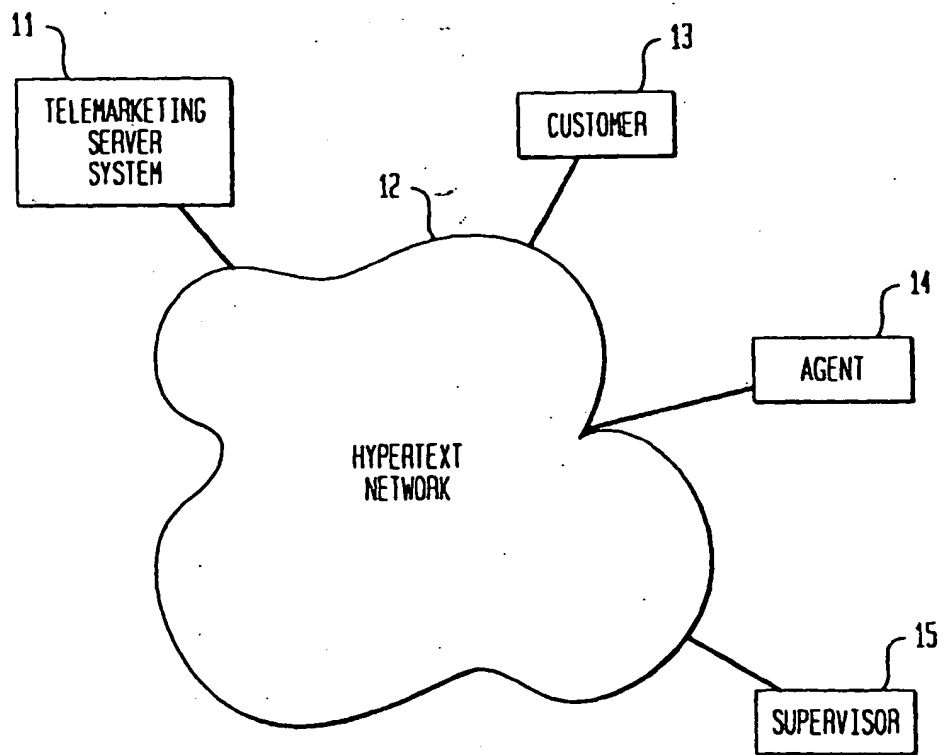 11
TELEMARKETING
SERVER
SYSTEM
13
CUSTOMER
12
14
AGENT
HYPERTEXT
NETWORK
15
SUPERVISOR